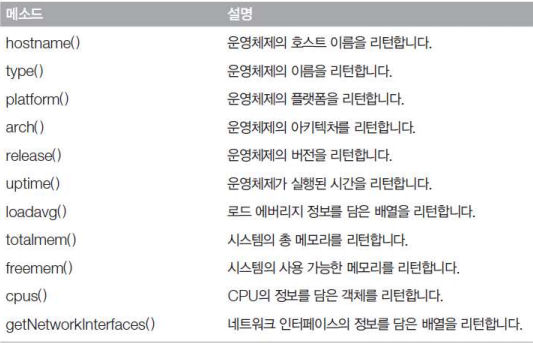 메소드 설명
hostname() 운영체제의 호스트 이름을 리턴합니다.
type() 운영체제의 이름을 리턴합니다.
platform() 운영체제의 플랫폼을 리턴합니다.
arch() 운영체제의 아키텍처를 리턴합니다.
release() 운영체제의 버전을 리턴합니다.
uptime() 운영체제가 실행된 시간을 리턴합니다.
loadavg() 로드 에버리지 정보를 담은 배열을 리턴합니다.
totalmem() 시스템의 총 메모리를 리턴합니다.
freemem() 시스템의 사용 가능한 메모리를 리턴합니다.
cpus() CPU의 정보를 담은 객체를 리턴합니다.
getNetworkInterfaces() 네트워크 인터페이스의 정보를 담은 배열을 리턴합니다.